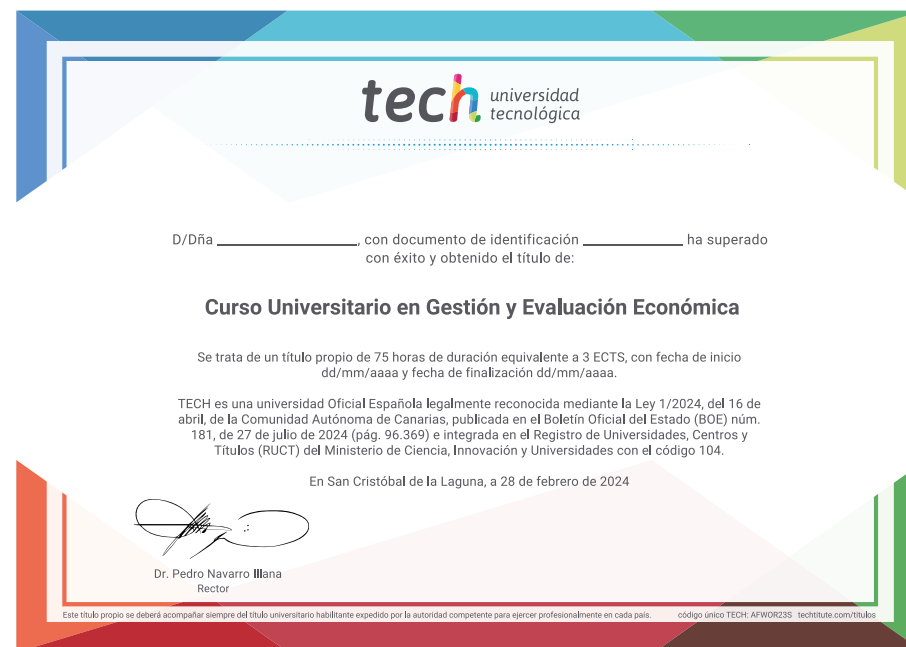 tech universidad
tecnológica
D/Dña ____________, con documento de identificación ____________ ha superado
con éxito y obtenido el título de:
Curso Universitario en Gestión y Evaluación Económica
Se trata de un título propio de 75 horas de duración equivalente a 3 ECTS, con fecha de inicio
dd/mm/aaaa y fecha de finalización dd/mm/aaaa.
TECH es una universidad Oficial Española legalmente reconocida mediante la Ley 1/2024, del 16 de
abril, de la Comunidad Autónoma de Canarias, publicada en el Boletín Oficial del Estado (BOE) núm.
181, de 27 de julio de 2024 (pág. 96.369) e integrada en el Registro de Universidades, Centros y
Títulos (RUCT) del Ministerio de Ciencia, Innovación y Universidades con el código 104.
En San Cristóbal de la Laguna, a 28 de febrero de 2024
Dr. Pedro Navarro Illana
Rector
Este título propio se deberá acompañar siempre del título universitario habilitante expedido por la autoridad competente para ejercer profesionalmente en cada país. código único TECH: AFWOR23S techtitute.com/titulos